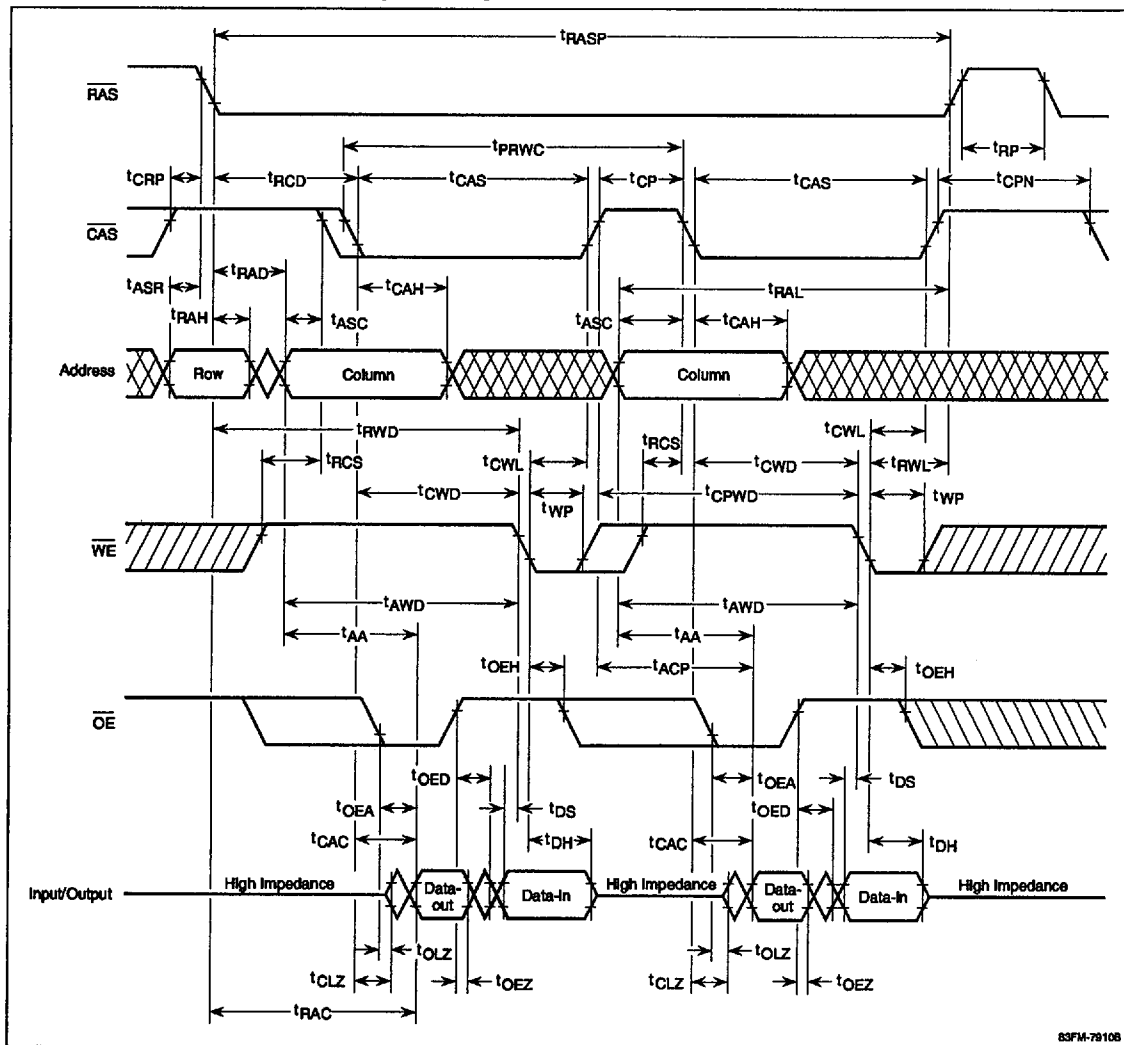 tRASP
RAS
tRP
tPRWC
tCRP tRCD tCAS tCP tCAS tCPN
CAS
tRAD
tASR tCAH tRAL
tRAH tASC tASC tCAH
Address Row Column Column
tRWD tCWL
tRCS tCWL tRCS tCWD tRWL
tCWD tWP tCPWD tWP
WE
tAWD tAWD
tAA tAA
tOEH tACP tOEH
OE
tOED tOEA tDS
tOEA tDS tOED
tCAC tDH tCAC tDH
Input/Output High Impedance Data-out Data-In High Impedance Data-out Data-In High Impedance
tOLZ tOLZ
tCLZ tOEZ tCLZ tOEZ
tRAC
83FM-7910B